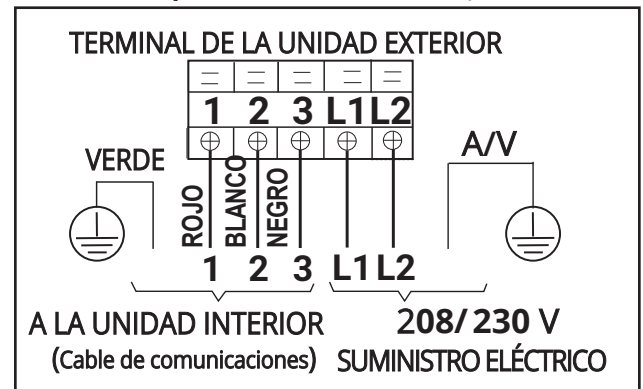 TERMINAL DE LA UNIDAD EXTERIOR
1 2 3 L1 L2
VERDE
A/V
ROJO
BLANCO
NEGRO
1 2 3 L1 L2
A LA UNIDAD INTERIOR
(Cable de comunicaciones)
208/230 V
SUMINISTRO ELÉCTRICO